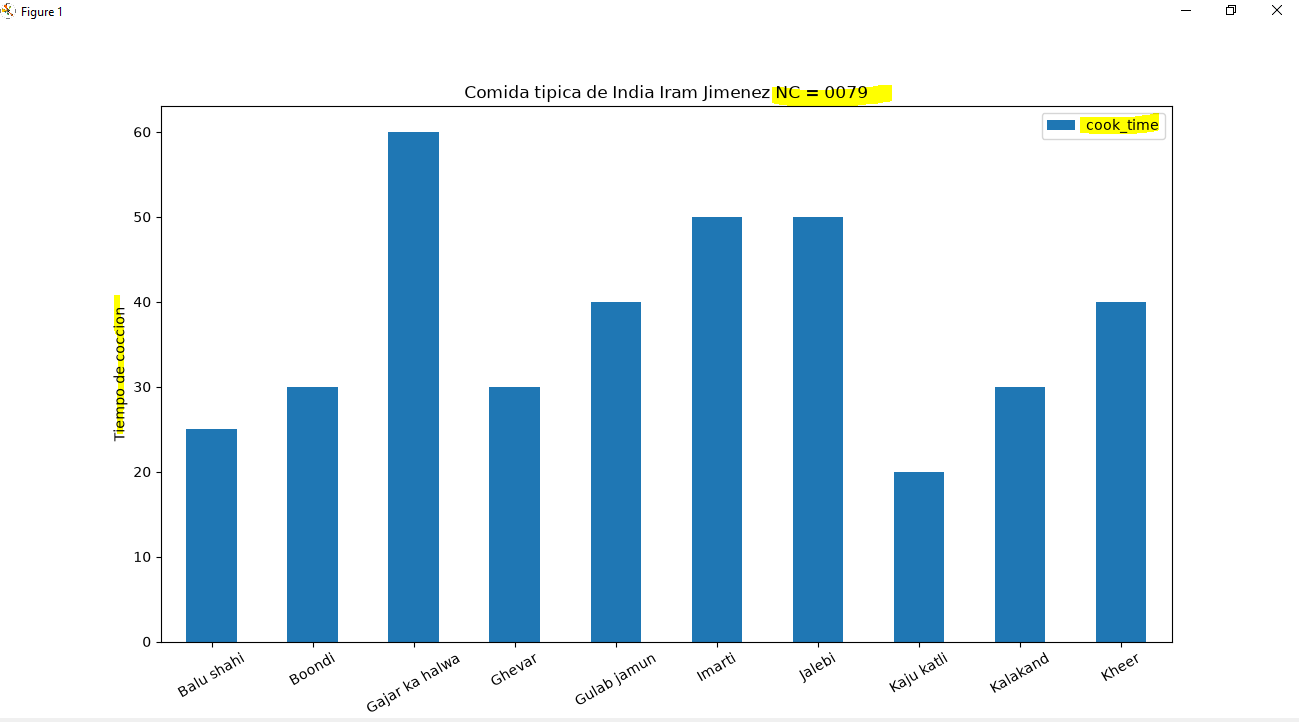 Figure 1
Comida tipica de India Iram Jimenez NC = 0079
cook_time
Tiempo de coccion
60
50
40
30
20
10
0
Balu shahi
Boondi
Gajar ka halwa
Ghevar
Gulab jamun
Imarti
Jalebi
Kaju katli
Kalakand
Kheer